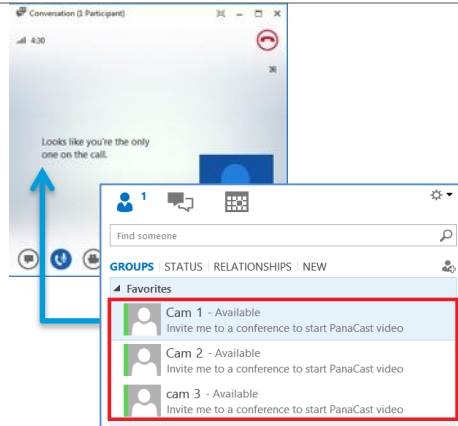 Conversation (1 Participant)
4:30
Looks like you're the only
one on the call.
1
Find someone
GROUPS STATUS RELATIONSHIPS NEW
Favorites
Cam 1 - Available
Invite me to a conference to start PanaCast video
Cam 2 - Available
Invite me to a conference to start PanaCast video
cam 3 - Available
Invite me to a conference to start PanaCast video